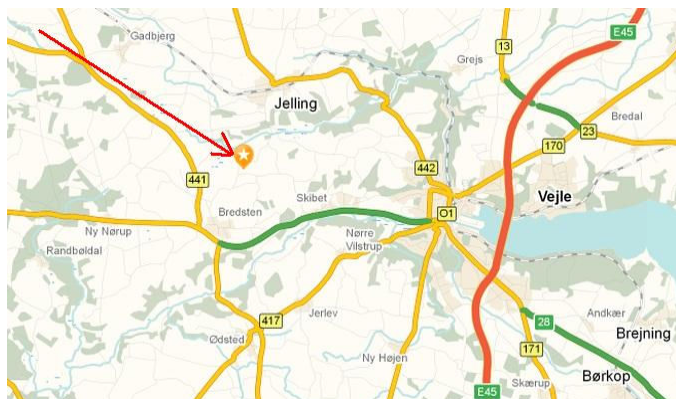 E45
Gadbjerg
13
Grejs
Jelling
Bredal
23
170
442
441
Vejle
Skibet
Bredsten
O1
Ny Nørup
Nørre
Vilstrup
Randbøldal
Andkær
417
Jerlev
28
Brejning
Ødsted
171
Ny Højen
Børkop
Skærup
E45